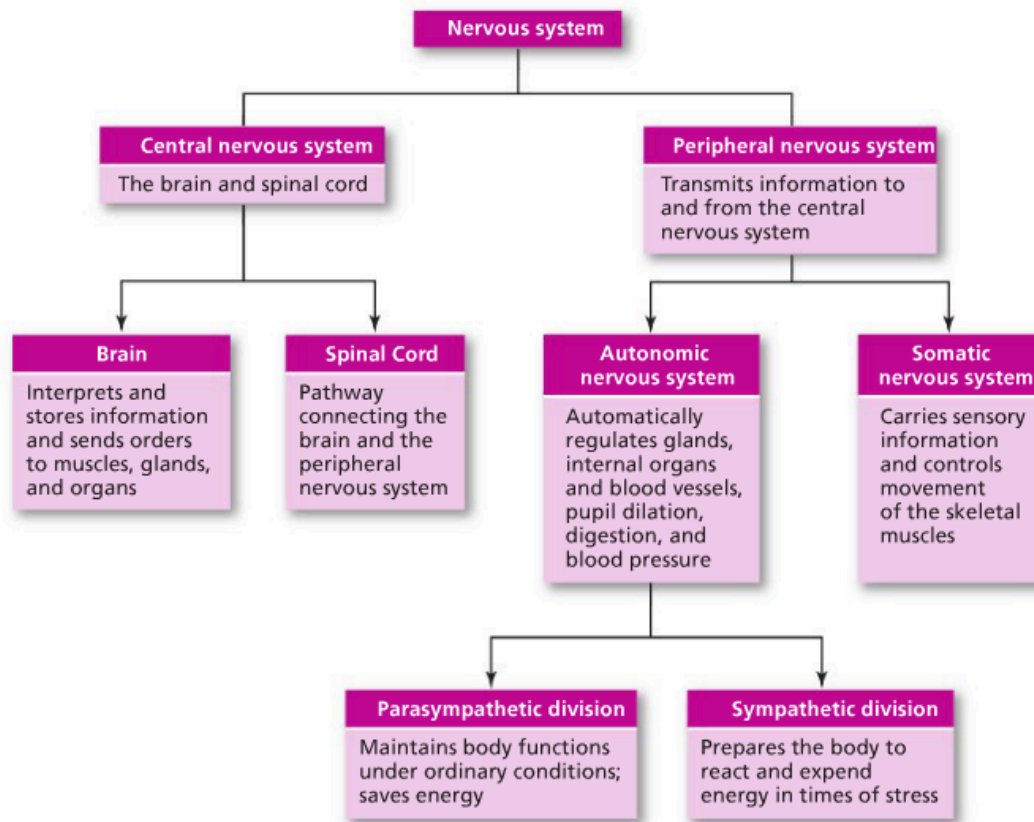 Nervous system
Central nervous system
The brain and spinal cord
Peripheral nervous system
Transmits information to
and from the central
nervous system
Brain
Interprets and
stores information
and sends orders
to muscles, glands,
and organs
Spinal Cord
Pathway
connecting the
brain and the
peripheral
nervous system
Autonomic
nervous system
Automatically
regulates glands,
internal organs
and blood vessels,
pupil dilation,
digestion, and
blood pressure
Somatic
nervous system
Carries sensory
information
and controls
movement
of the skeletal
muscles
Parasympathetic division
Maintains body functions
under ordinary conditions;
saves energy
Sympathetic division
Prepares the body to
react and expend
energy in times of stress